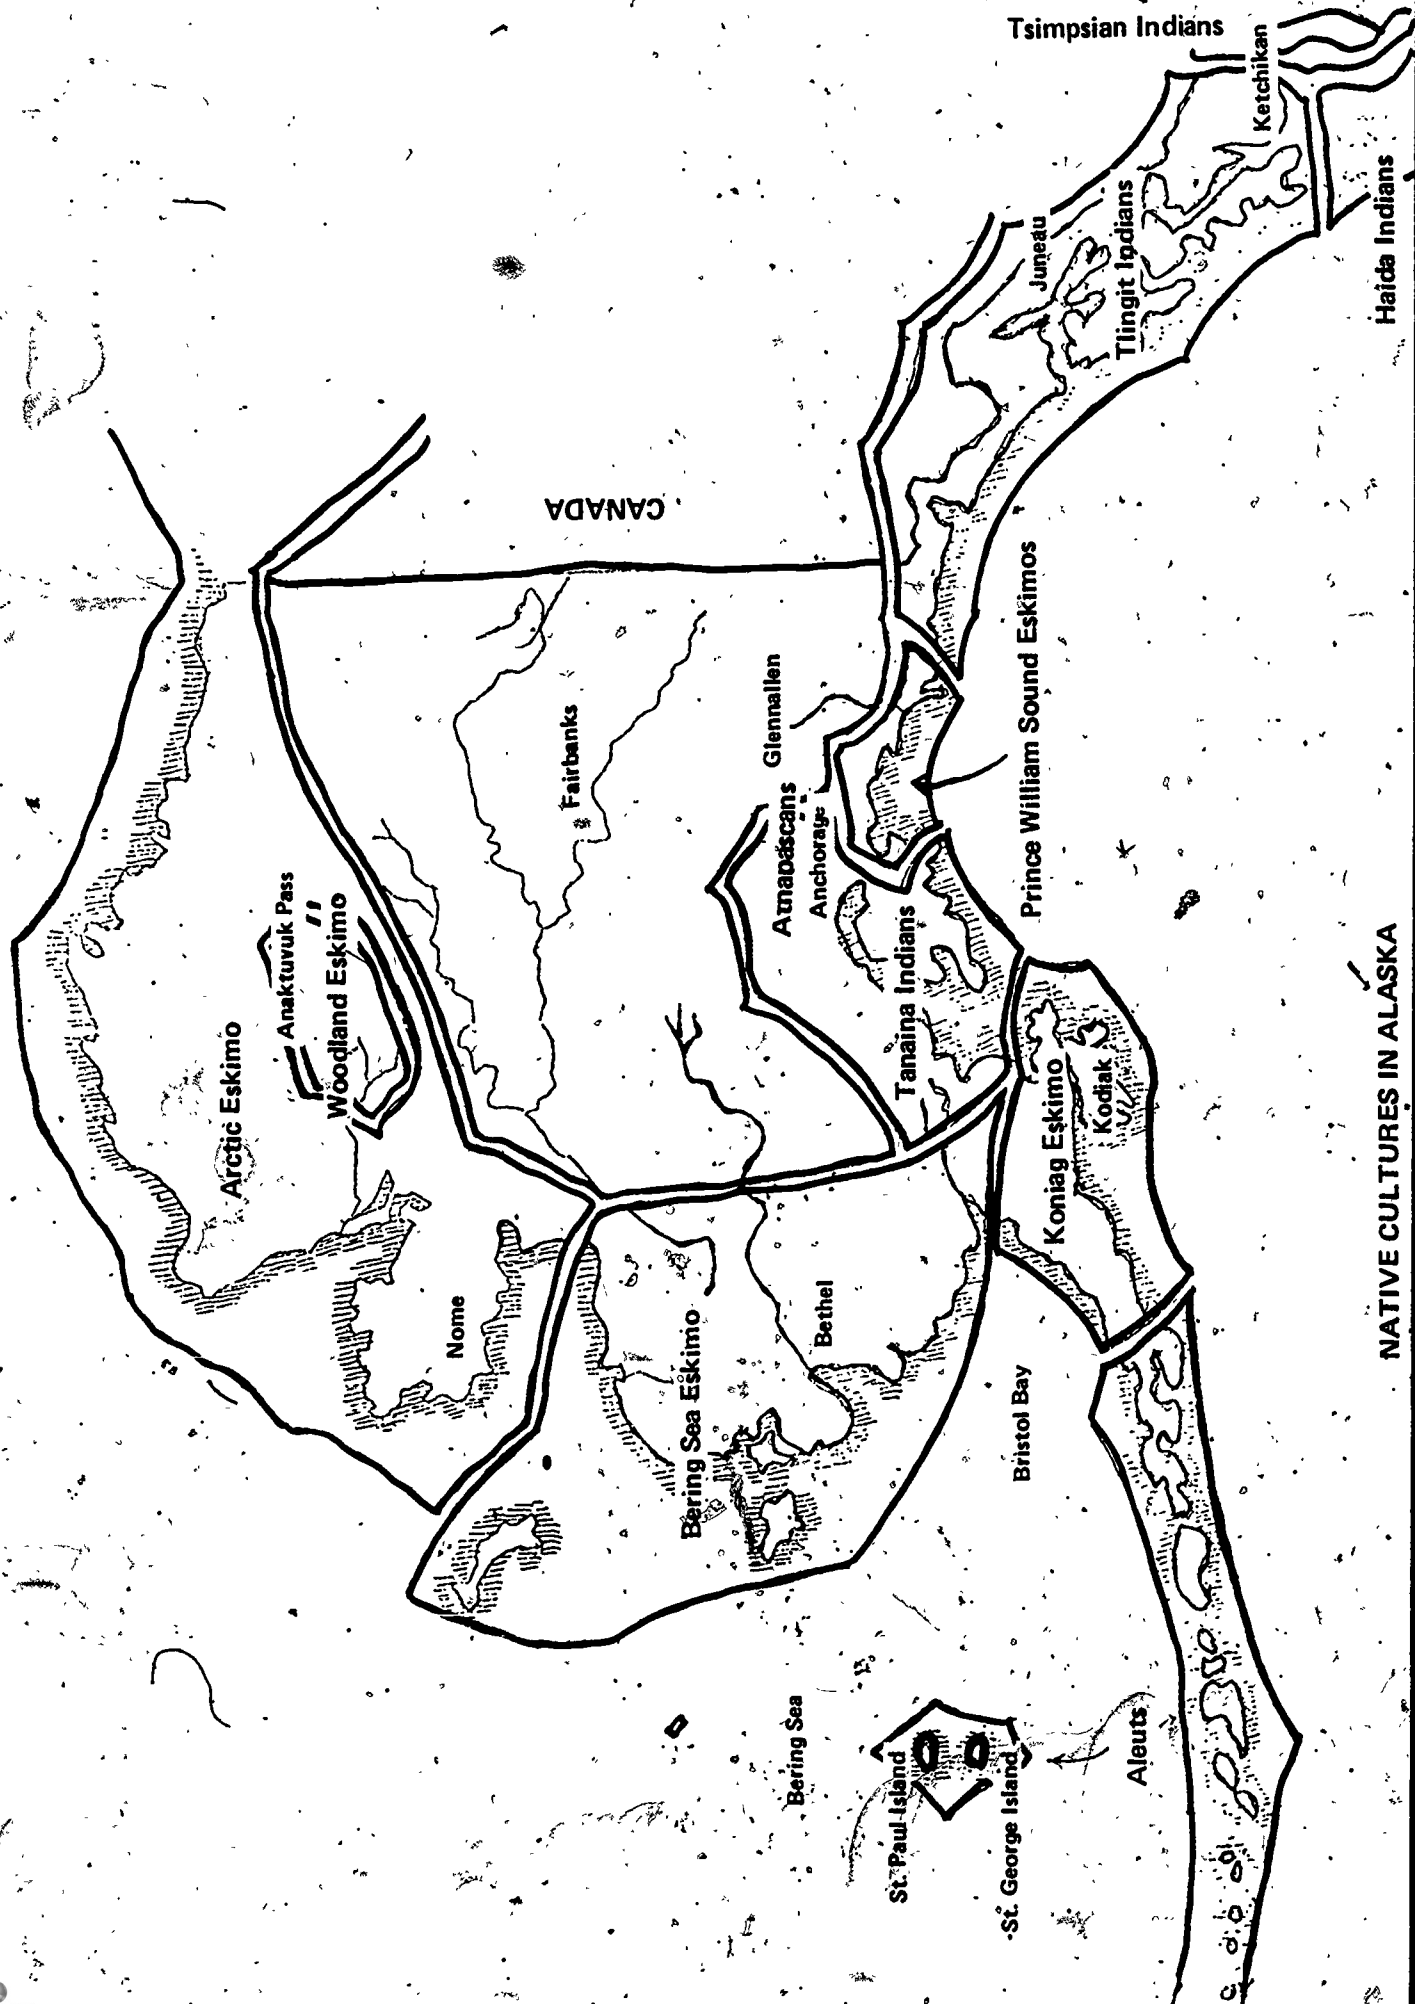 Arctic Eskimo
Anaktuvuk Pass
Woodland Eskimo
Nome
CANADA
Fairbanks
Bering Sea Eskimo
Glennallen
Athapascans
Anchorage
Bethel
Bering Sea
Tanaina Indians
St. Paul Island
St. George Island
Bristol Bay
Juneau
Prince William Sound Eskimos
Koniag Eskimo
Kodiak
Tlingit Indians
Aleuts
Tsimpsian Indians
Ketchikan
Haida Indians
NATIVE CULTURES IN ALASKA